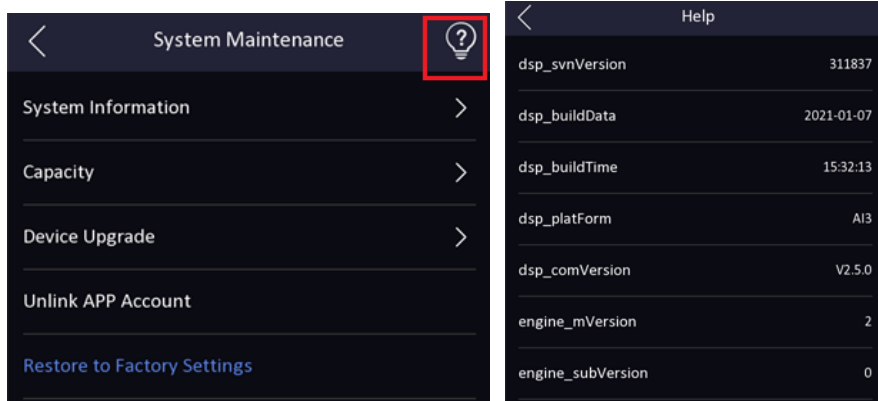 System Maintenance
System Information
Capacity
Device Upgrade
Unlink APP Account
Restore to Factory Settings
Help
dsp_svnVersion 311837
dsp_buildData 2021-01-07
dsp_buildTime 15:32:13
dsp_platForm AI3
dsp_comVersion V2.5.0
engine_mVersion 2
engine_subVersion 0